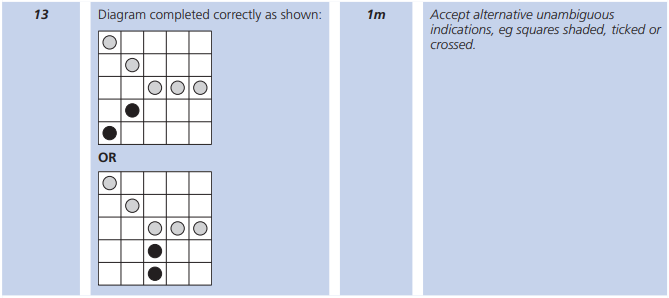 13
Diagram completed correctly as shown:
OR
1m
Accept alternative unambiguous
indications, eg squares shaded, ticked or
crossed.